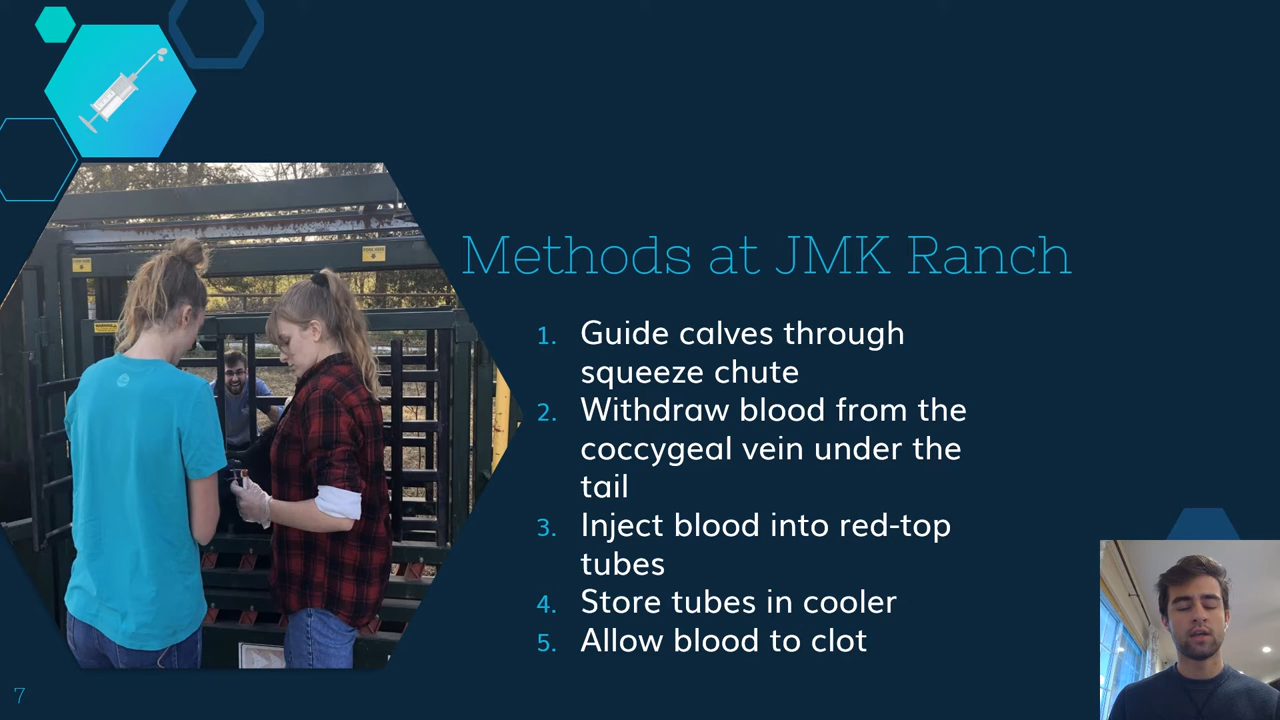 Methods at JMK Ranch
1. Guide calves through
squeeze chute
2. Withdraw blood from the
coccygeal vein under the
tail
3. Inject blood into red-top
tubes
4. Store tubes in cooler
5. Allow blood to clot
7